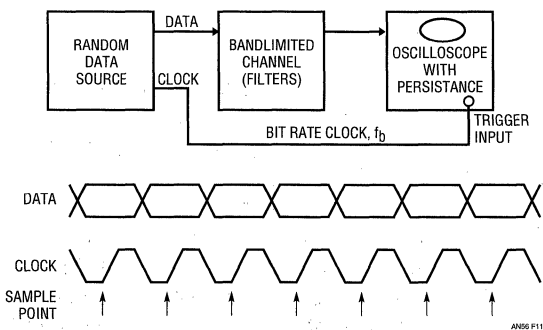 RANDOM
DATA
SOURCE
DATA
CLOCK
BANDLIMITED
CHANNEL
(FILTERS)
OSCILLOSCOPE
WITH
PERSISTANCE
TRIGGER
INPUT
BIT RATE CLOCK, fb
DATA
CLOCK
SAMPLE
POINT
AN56 F11